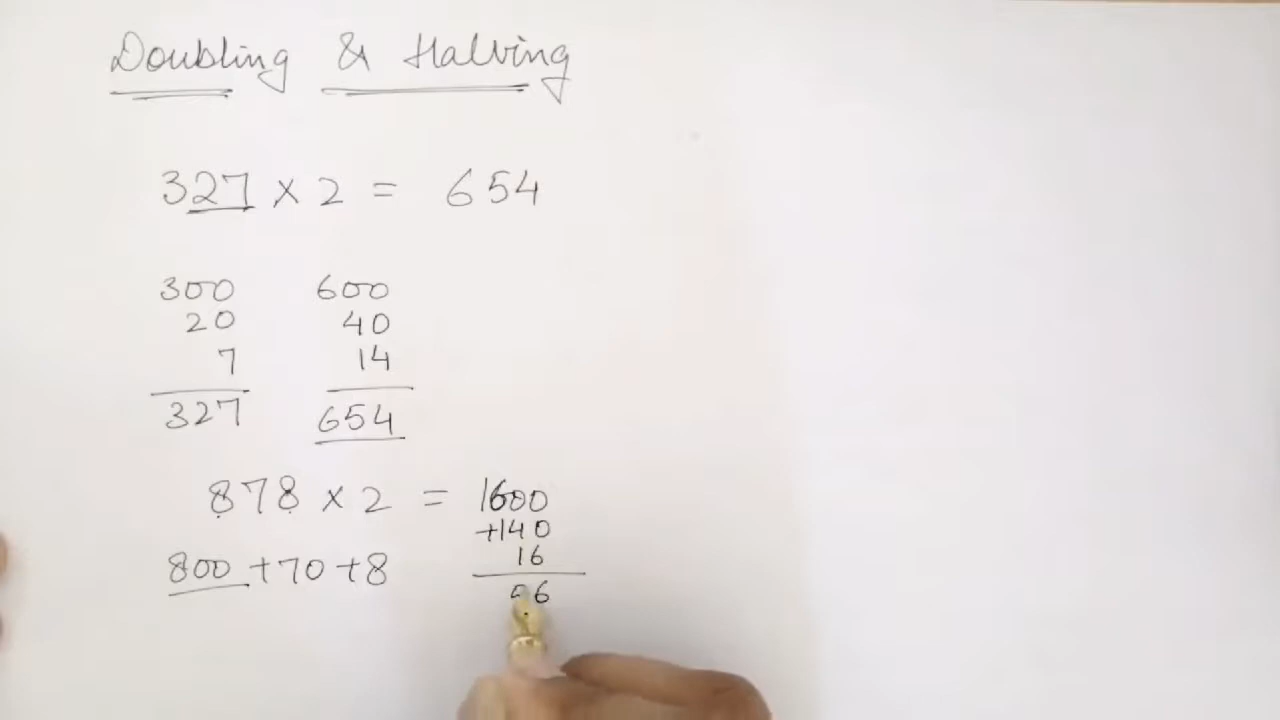 Doubling & Halving
327 × 2 = 654
300 600
20 40
7 14
327 654
878 × 2 = 1600
+140
800 + 70 + 8 16
6